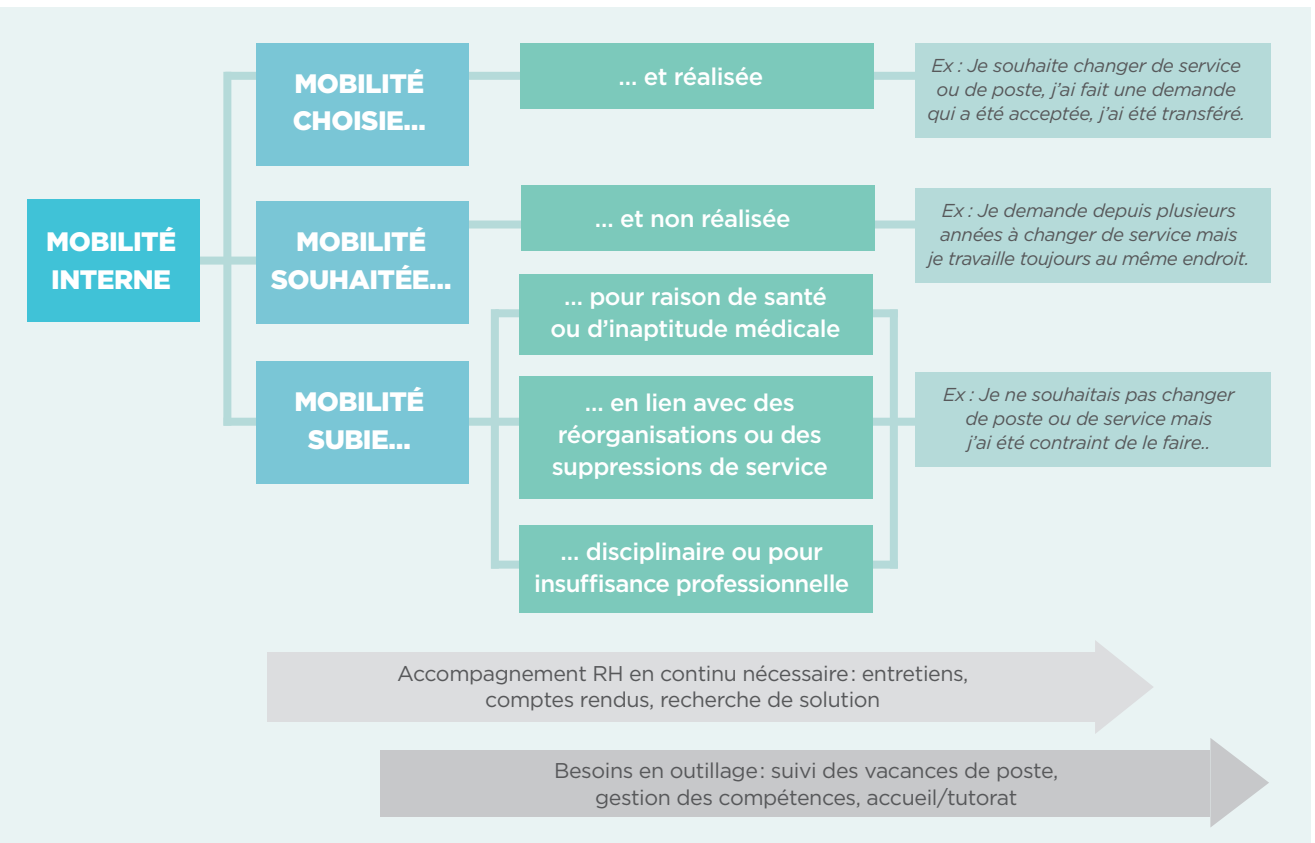 MOBILITÉ
INTERNE
MOBILITÉ
CHOISIE...
... et réalisée
Ex : Je souhaite changer de service
ou de poste, j'ai fait une demande
qui a été acceptée, j'ai été transféré.
MOBILITÉ
SOUHAITÉE...
... et non réalisée
Ex : Je demande depuis plusieurs
années à changer de service mais
je travaille toujours au même endroit.
MOBILITÉ
SUBIE...
... pour raison de santé
ou d'inaptitude médicale
... en lien avec des
réorganisations ou des
suppressions de service
... disciplinaire ou pour
insuffisance professionnelle
Ex : Je ne souhaitais pas changer
de poste ou de service mais
j'ai été contraint de le faire..
Accompagnement RH en continu nécessaire : entretiens,
comptes rendus, recherche de solution
Besoins en outillage : suivi des vacances de poste,
gestion des compétences, accueil/tutorat